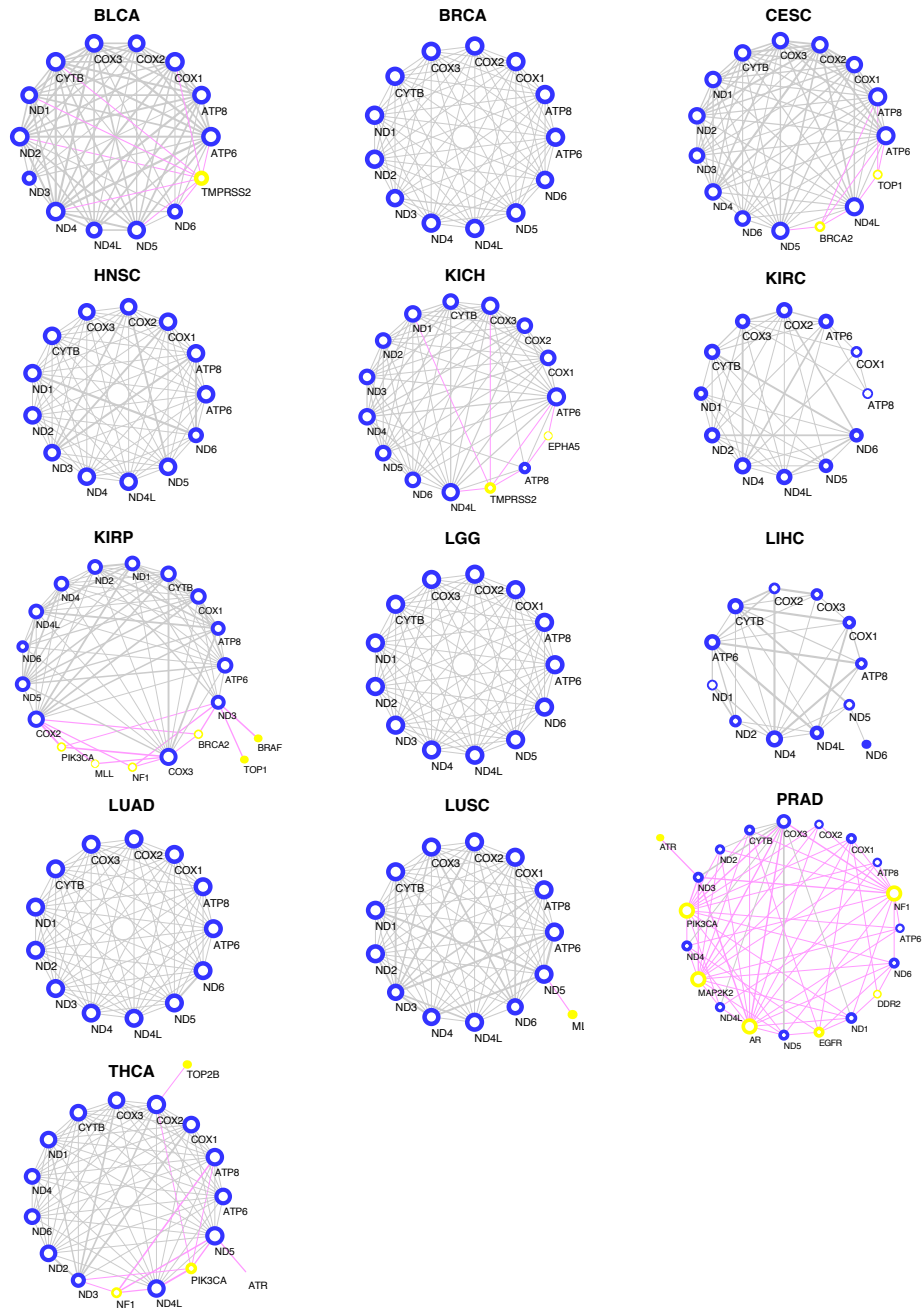 BLCA
BRCA
CESC
COX3
COX2
CYTB
COX1
ND1
ATP8
ND2
ATP6
ND3
TMPRSS2
ND4
ND6
ND4L
ND5
COX2
COX3
COX1
CYTB
ATP8
ND1
ATP6
ND2
ND6
ND3
ND5
ND4
ND4L
COX3
COX2
CYTB
COX1
ND1
ATP8
ND2
ATP6
ND3
TOP1
ND4
ND4L
ND6
BRCA2
ND5
HNSC
KICH
KIRC
COX2
COX3
COX1
CYTB
ATP8
ND1
ATP6
ND2
ND6
ND3
ND5
ND4
ND4L
CYTB
COX3
ND1
COX2
ND2
COX1
ND3
ATP6
ND4
EPHA5
ND5
ATP8
ND6
TMPRSS2
ND4L
COX2
COX3
ATP6
CYTB
COX1
ND1
ATP8
ND2
ND6
ND4
ND5
ND4L
KIRP
LGG
LIHC
ND1
ND2
CYTB
ND4
COX1
ND4L
ATP8
ND6
ATP6
ND5
ND3
COX2
BRCA2
BRAF
PIK3CA
TOP1
MLL
NF1
COX3
COX2
COX3
COX1
CYTB
ATP8
ND1
ATP6
ND2
ND6
ND3
ND5
ND4
ND4L
COX2
COX3
CYTB
COX1
ATP6
ATP8
ND1
ND5
ND2
ND4L
ND4
ND6
LUAD
LUSC
PRAD
COX2
COX3
COX1
CYTB
ATP8
ND1
ATP6
ND2
ND6
ND3
ND5
ND4
ND4L
COX2
COX3
COX1
CYTB
ATP8
ND1
ATP6
ND2
ND5
ND3
ND6
ND4
ND4L
ML
COX3
COX2
CYTB
COX1
ATR
ND2
ATP8
ND3
NF1
PIK3CA
ATP6
ND4
ND6
MAP2K2
DDR2
ND4L
ND1
AR
EGFR
ND5
THCA
TOP2B
COX3
COX2
CYTB
COX1
ND1
ATP8
ND4
ATP6
ND6
ND5
ND2
PIK3CA
ATR
ND3
ND4L
NF1